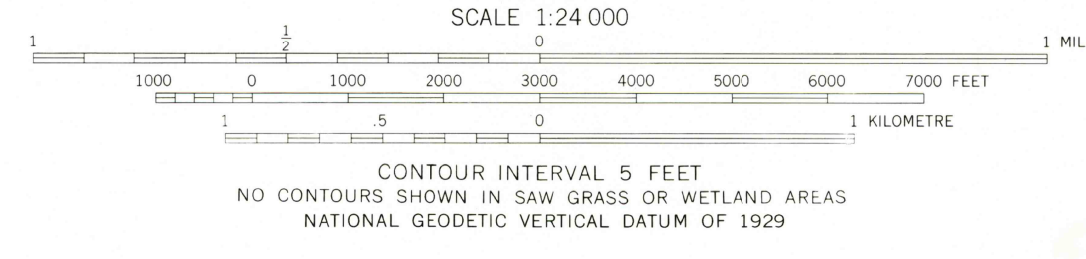 SCALE 1:24 000
1 1/2 0 1 MIL
1000 0 1000 2000 3000 4000 5000 6000 7000 FEET
1 .5 0 1 KILOMETRE
CONTOUR INTERVAL 5 FEET
NO CONTOURS SHOWN IN SAW GRASS OR WETLAND AREAS
NATIONAL GEODETIC VERTICAL DATUM OF 1929